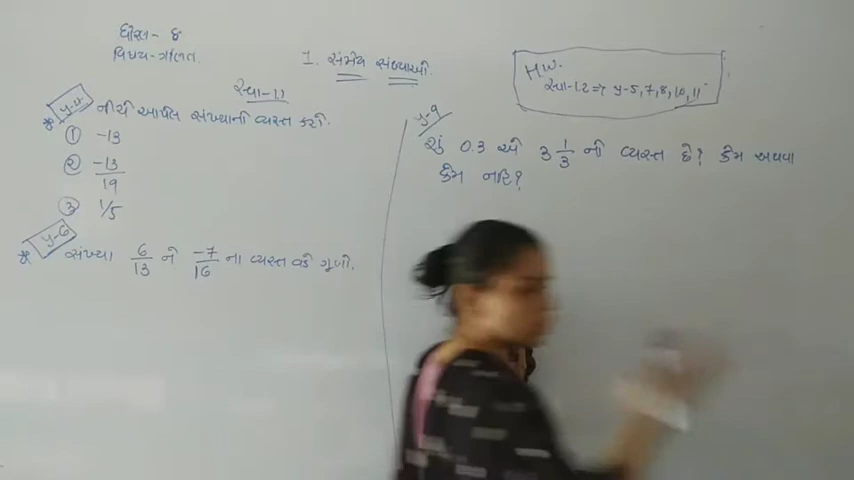 ધોરણ - ૬
વિષય - ગણિત.
1. સંમેય સંખ્યાઓ.
સ્વા-1.1
પ્ર-4 નીચે આપેલ સંખ્યાની વ્યસ્ત કરો.
① -13
② -13/19
③ 1/5
પ્ર-6
* સંખ્યા 6/13 ને -7/16 ના વ્યસ્ત વડે ગુણો.
H.W.
સ્વા-1.2 => પ્ર-5,7,8,10,11
પ્ર-9
શું 0.3 એ 3 1/3 નો વ્યસ્ત છે? કેમ અથવા
કેમ નહિ?